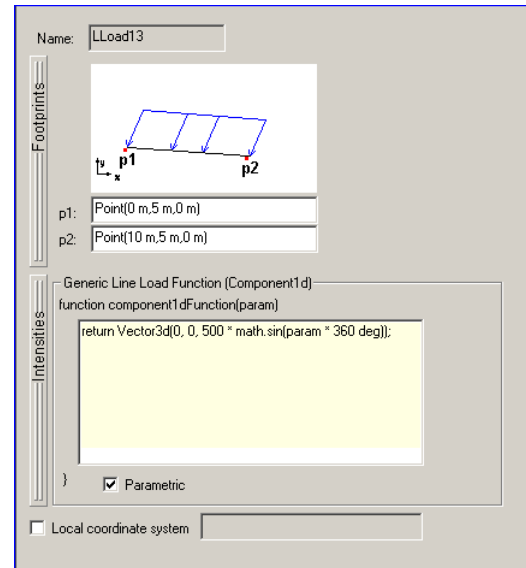 Name: LLoad13
Footprints
y
x
p1
p2
p1: Point(0 m,5 m,0 m)
p2: Point(10 m,5 m,0 m)
Intensities
Generic Line Load Function (Component1d)
function component1dFunction(param)
return Vector3d(0, 0, 500 * math.sin(param * 360 deg));
}
Parametric
Local coordinate system